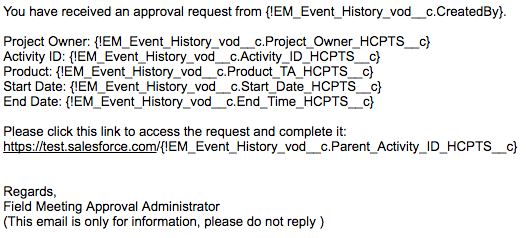 You have received an approval request from {!EM_Event_History_vod__c.CreatedBy}.
Project Owner: {!EM_Event_History_vod__c.Project_Owner_HCPTS__c}
Activity ID: {!EM_Event_History_vod__c.Activity_ID_HCPTS__c}
Product: {!EM_Event_History_vod__c.Product_TA_HCPTS__c}
Start Date: {!EM_Event_History_vod__c.Start_Date_HCPTS__c}
End Date: {!EM_Event_History_vod__c.End_Time_HCPTS__c}
Please click this link to access the request and complete it:
https://test.salesforce.com/{!EM_Event_History_vod__c.Parent_Activity_ID_HCPTS__c}
Regards,
Field Meeting Approval Administrator
(This email is only for information, please do not reply )